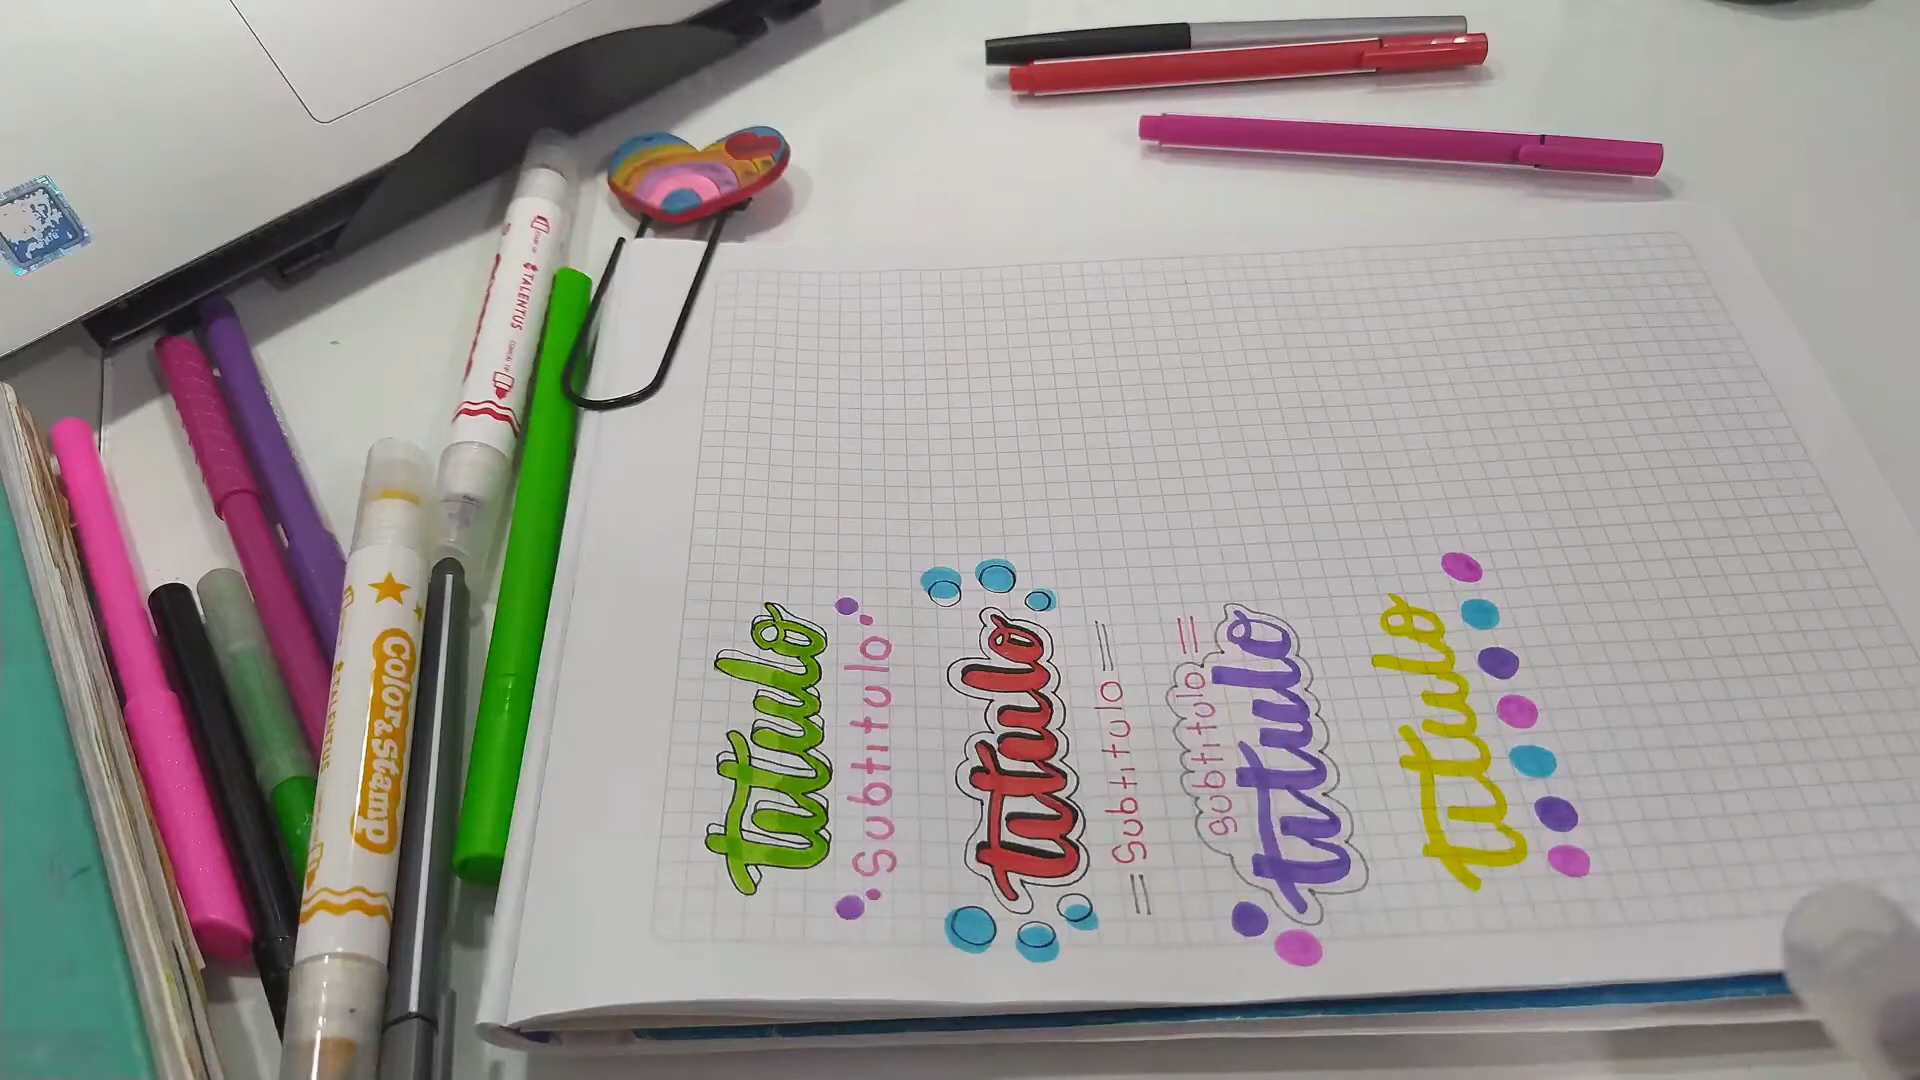 titulo
Subtitulo
titulo
= Subtitulo =
subtitulo =
titulo
titulo
TALENTUS
Color & Stamp
TALENTUS